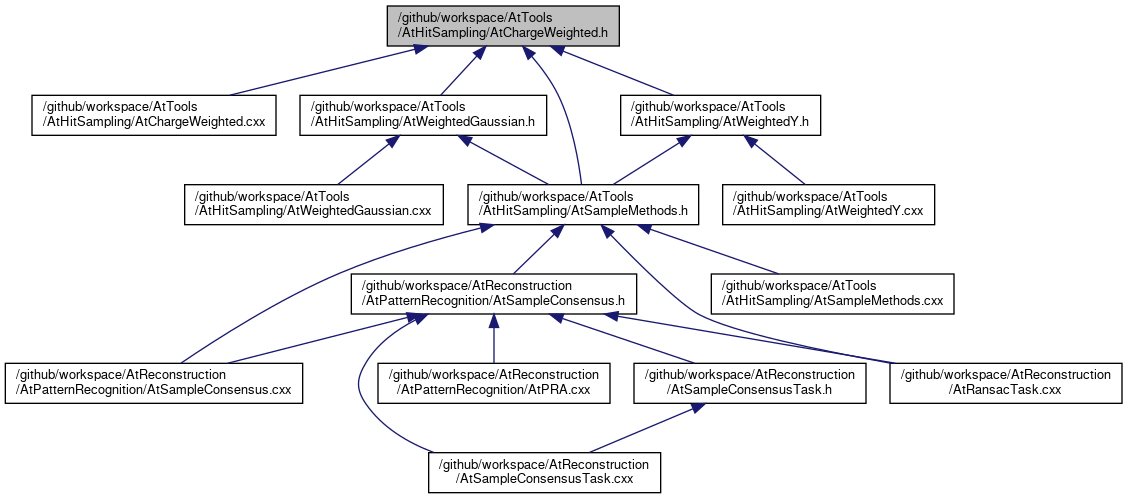 /github/workspace/AtTools
/AtHitSampling/AtChargeWeighted.h
/github/workspace/AtTools
/AtHitSampling/AtChargeWeighted.cxx
/github/workspace/AtTools
/AtHitSampling/AtWeightedGaussian.h
/github/workspace/AtTools
/AtHitSampling/AtWeightedY.h
/github/workspace/AtTools
/AtHitSampling/AtWeightedGaussian.cxx
/github/workspace/AtTools
/AtHitSampling/AtSampleMethods.h
/github/workspace/AtTools
/AtHitSampling/AtWeightedY.cxx
/github/workspace/AtReconstruction
/AtPatternRecognition/AtSampleConsensus.h
/github/workspace/AtTools
/AtHitSampling/AtSampleMethods.cxx
/github/workspace/AtReconstruction
/AtPatternRecognition/AtSampleConsensus.cxx
/github/workspace/AtReconstruction
/AtPatternRecognition/AtPRA.cxx
/github/workspace/AtReconstruction
/AtSampleConsensusTask.h
/github/workspace/AtReconstruction
/AtRansacTask.cxx
/github/workspace/AtReconstruction
/AtSampleConsensusTask.cxx